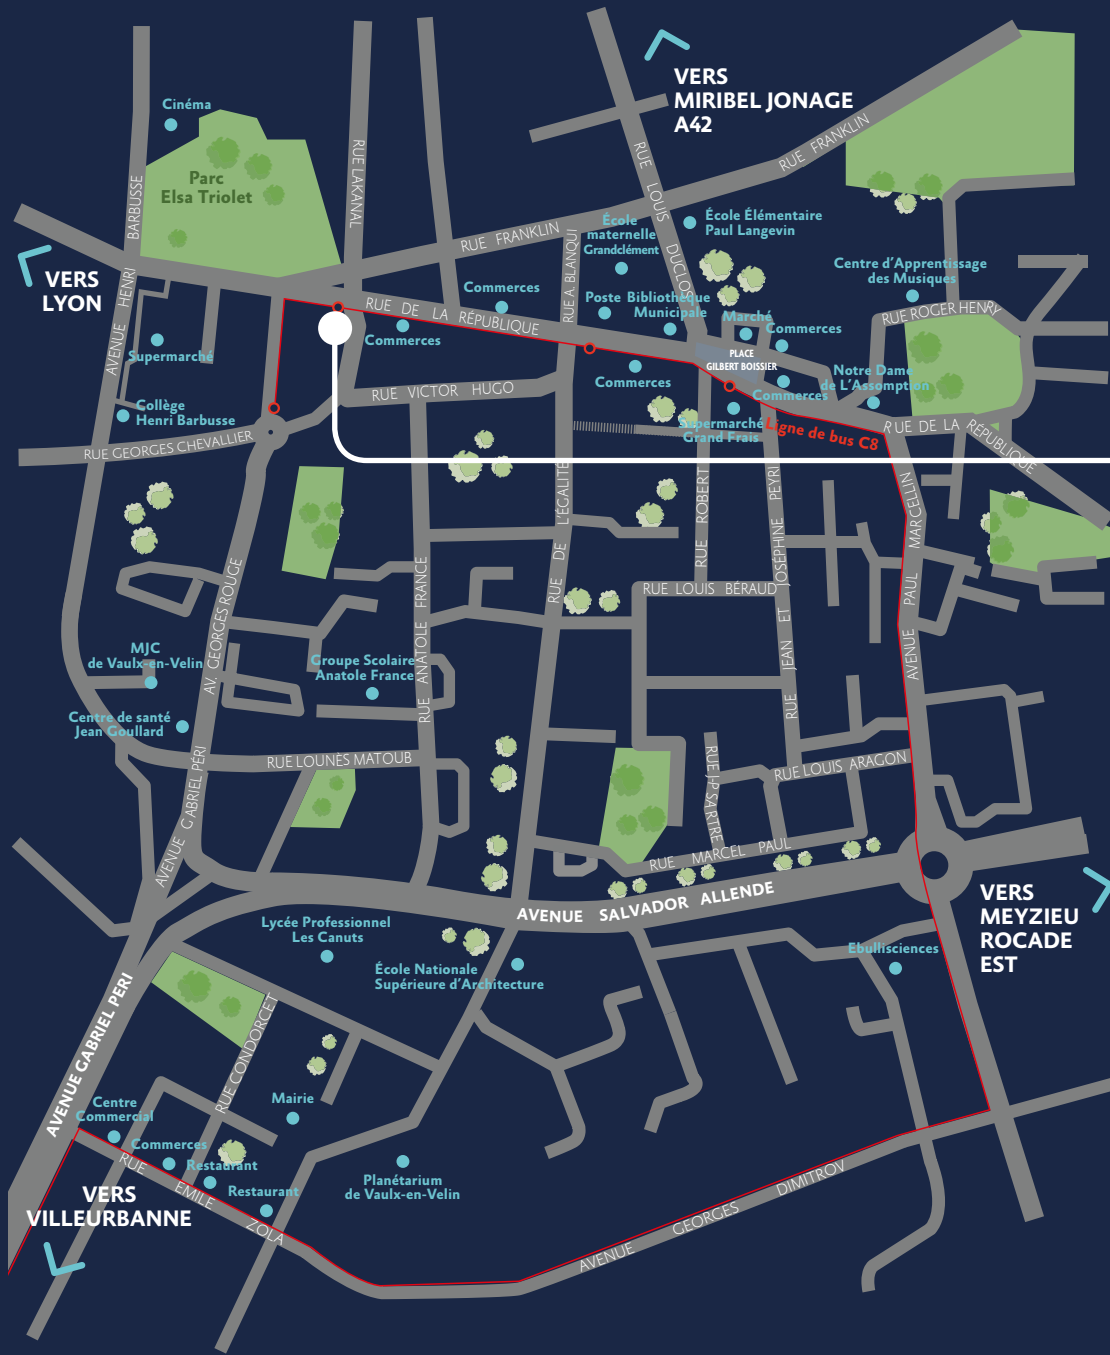 VERS
MIRIBEL JONAGE
A42
Cinéma
Parc
Elsa Triolet
RUE LAKANAL
AVENUE HENRI BARBUSSE
VERS
LYON
RUE FRANKLIN
RUE FRANKLIN
RUE LOUIS DUCLOS
École
maternelle
Grandclément
École Élémentaire
Paul Langevin
RUE A. BLANQUI
Centre d'Apprentissage
des Musiques
Commerces
Poste
Bibliothèque
Municipale
Marché
Commerces
RUE ROGER HENRY
RUE DE LA RÉPUBLIQUE
Commerces
Supermarché
PLACE
GILBERT BOISSIER
Commerces
Commerces
Notre Dame
de L'Assomption
RUE VICTOR HUGO
Collège
Henri Barbusse
Supermarché
Grand Frais
Ligne de bus C8
RUE DE LA RÉPUBLIQUE
RUE GEORGES CHEVALLIER
RUE DE L'ÉGALITÉ
RUE ROBERT
RUE JEAN ET JOSÉPHINE PEYRI
AVENUE PAUL MARCELLIN
AV. GEORGES ROUGE
RUE ANATOLE FRANCE
RUE LOUIS BÉRAUD
MJC
de Vaulx-en-Velin
Groupe Scolaire
Anatole France
Centre de santé
Jean Goullard
RUE LOUNÈS MATOUB
AVENUE GABRIEL PÉRI
RUE J-P SARTRE
RUE LOUIS ARAGON
RUE MARCEL PAUL
AVENUE SALVADOR ALLENDE
VERS
MEYZIEU
ROCADE
EST
Lycée Professionnel
Les Canuts
École Nationale
Supérieure d'Architecture
Ebullisciences
AVENUE GABRIEL PERI
RUE CONDORCET
Mairie
Centre
Commercial
Commerces
Restaurant
Restaurant
RUE EMILE ZOLA
Planétarium
de Vaulx-en-Velin
VERS
VILLEURBANNE
AVENUE GEORGES DIMITROV